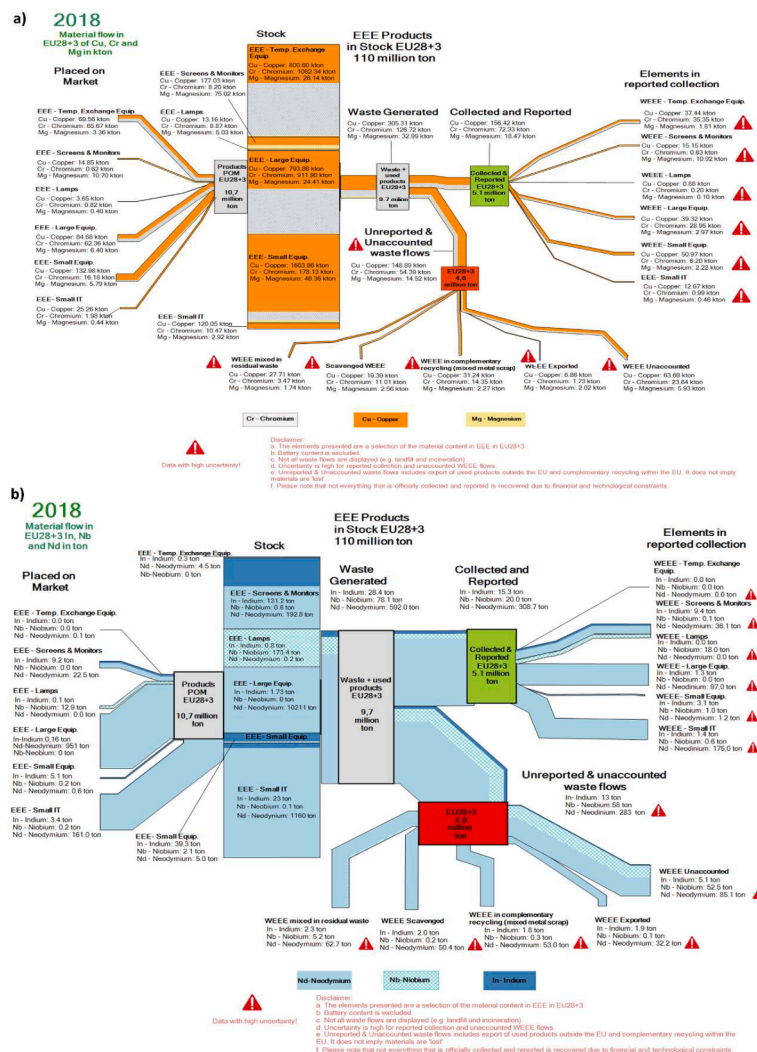 a)
2018
Material flow in
EU28+3 of Cu, Cr and
Mg in kton
Placed on
Market
EEE - Temp. Exchange Equip.
Cu - Copper: 69.56 kton
Cr - Chromium: 65.67 kton
Mg - Magnesium: 3.36 kton
EEE - Screens & Monitors
Cu - Copper: 14.85 kton
Cr - Chromium: 0.62 kton
Mg - Magnesium: 10.70 kton
EEE - Lamps
Cu - Copper: 3.65 kton
Cr - Chromium: 0.82 kton
Mg - Magnesium: 0.40 kton
EEE - Large Equip.
Cu - Copper: 84.68 kton
Cr - Chromium: 62.36 kton
Mg - Magnesium: 6.40 kton
EEE - Small Equip.
Cu - Copper: 132.98 kton
Cr - Chromium: 16.18 kton
Mg - Magnesium: 5.79 kton
EEE - Small IT
Cu - Copper: 25.26 kton
Cr - Chromium: 1.98 kton
Mg - Magnesium: 0.44 kton
Products
POM
EU28+3
10,7
million
ton
Stock
EEE - Temp. Exchange
Equip.
Cu - Copper: 800.60 kton
Cr - Chromium: 1082.34 kton
Mg - Magnesium: 26.14 kton
EEE - Screens & Monitors
Cu - Copper: 177.03 kton
Cr - Chromium: 8.20 kton
Mg - Magnesium: 75.02 kton
EEE - Lamps
Cu - Copper: 13.16 kton
Cr - Chromium: 8.87 kton
Mg - Magnesium: 5.03 kton
EEE - Large Equip.
Cu - Copper: 793.86 kton
Cr - Chromium: 911.90 kton
Mg - Magnesium: 24.41 kton
EEE - Small Equip.
Cu - Copper: 1603.86 kton
Cr - Chromium: 178.13 kton
Mg - Magnesium: 48.36 kton
EEE- Small IT
Cu - Copper: 120.05 kton
Cr - Chromium: 10.47 kton
Mg - Magnesium: 2.92 kton
EEE Products
in Stock EU28+3
110 million ton
Waste Generated
Cu - Copper: 305.31 kton
Cr - Chromium: 126.72 kton
Mg - Magnesium: 32.99 kton
Waste +
used
products
EU28+3
9.7 million
ton
Collected and Reported
Cu - Copper: 156.42 kton
Cr - Chromium: 72.33 kton
Mg - Magnesium: 18.47 kton
Collected &
Reported
EU28+3
5.1 million
ton
Elements in
reported collection
WEEE - Temp. Exchange Equip.
Cu - Copper: 37.44 kton
Cr - Chromium: 35.35 kton
Mg - Magnesium: 1.81 kton
WEEE - Screens & Monitors
Cu - Copper: 15.15 kton
Cr - Chromium: 0.63 kton
Mg - Magnesium: 10.92 kton
WEEE - Lamps
Cu - Copper: 0.88 kton
Cr - Chromium: 0.20 kton
Mg - Magnesium: 0.10 kton
WEEE - Large Equip.
Cu - Copper: 39.32 kton
Cr - Chromium: 28.95 kton
Mg - Magnesium: 2.97 kton
WEEE - Small Equip.
Cu - Copper: 50.97 kton
Cr - Chromium: 6.20 kton
Mg - Magnesium: 2.22 kton
EEE - Small IT
Cu - Copper: 12.67 kton
Cr - Chromium: 0.99 kton
Mg - Magnesium: 0.46 kton
Unreported &
Unaccounted
waste flows
Cu - Copper: 148.89 kton
Cr - Chromium: 54.39 kton
Mg - Magnesium: 14.52 kton
EU28+3
4,6
million ton
WEEE mixed in
residual waste
Cu - Copper: 27.71 kton
Cr - Chromium: 3.47 kton
Mg - Magnesium: 1.74 kton
Scavenged WEEE
Cu - Copper: 19.39 kton
Cr - Chromium: 11.01 kton
Mg - Magnesium: 2.56 kton
WEEE in complementary
recycling (mixed metal scrap)
Cu - Copper: 31.24 kton
Cr - Chromium: 14.35 kton
Mg - Magnesium: 2.27 kton
WEEE Exported
Cu - Copper: 6.86 kton
Cr - Chromium: 1.73 kton
Mg - Magnesium: 2.02 kton
WEEE Unaccounted
Cu - Copper: 63.69 kton
Cr - Chromium: 23.84 kton
Mg - Magnesium: 5.93 kton
Cr - Chromium
Cu - Copper
Mg - Magnesium
Data with high uncertainty!
Disclaimer:
a. The elements presented are a selection of the material content in EEE in EU28+3.
b. Battery content is excluded.
c. Not all waste flows are displayed (e.g. landfill and incineration).
d. Uncertainty is high for reported collection and unaccounted WEEE flows.
e. Unreported & Unaccounted waste flows includes export of used products outside the EU and complementary recycling within the EU. It does not imply
materials are 'lost'.
f. Please note that not everything that is officially collected and reported is recovered due to financial and technological constraints.
b)
2018
Material flow in
EU28+3 In, Nb
and Nd in ton
Placed on
Market
EEE - Temp. Exchange Equip.
In - Indium: 0.0 ton
Nb - Niobium: 0.0 ton
Nd - Neodymium: 0.1 ton
EEE - Screens & Monitors
In - Indium: 9.2 ton
Nb - Niobium: 0.0 ton
Nd - Neodymium: 22.5 ton
EEE - Lamps
In - Indium: 0.1 ton
Nb - Niobium: 12.9 ton
Nd - Neodymium: 0.0 ton
EEE - Large Equip.
In-Indium:0,16 ton
Nd-Neodynium: 951 ton
Nb-Neobium: 0 ton
EEE - Small Equip.
In - Indium: 5.1 ton
Nb - Niobium: 0.2 ton
Nd - Neodymium: 0.6 ton
EEE - Small IT
In - Indium: 3.4 ton
Nb - Niobium: 0.2 ton
Nd - Neodymium: 161.0 ton
Products
POM
EU28+3
10,7 million
ton
Stock
EEE - Temp. Exchange Equip.
In - Indium: 0.3 ton
Nd - Neodymium: 4.5 ton
Nb-Neobium: 0 ton
EEE - Screens & Monitors
In - Indium: 131.2 ton
Nb - Niobium: 0.6 ton
Nd - Neodymium: 192.8 ton
EEE - Lamps
In - Indium: 0.8 ton
Nb - Niobium: 173.4 ton
Nd - Neodymium: 0.2 ton
EEE - Large Equip.
In - Indium: 1.73 ton
Nb - Neobium: 0 ton
Nd - Neodymium: 10211 ton
EEE - Small Equip.
EEE - Small IT
In - Indium: 23 ton
Nb - Niobium: 0.1 ton
Nd - Neodymium: 1160 ton
EEE - Small Equip.
In - Indium: 39.3 ton
Nb - Niobium: 2.1 ton
Nd - Neodymium: 5.0 ton
EEE Products
in Stock EU28+3
110 million ton
Waste
Generated
In - Indium: 28.4 ton
Nb - Niobium: 78.1 ton
Nd - Neodymium: 592.0 ton
Waste + used
products
EU28+3
9,7
million
ton
Collected and
Reported
In - Indium: 15.3 ton
Nb - Niobium: 20.0 ton
Nd - Neodymium: 308.7 ton
Collected &
Reported
EU28+3
5.1 million
ton
Elements in
reported collection
WEEE - Temp. Exchange
Equip.
In - Indium: 0.0 ton
Nb - Niobium: 0.0 ton
Nd - Neodymium: 0.0 ton
WEEE - Screens & Monitors
In - Indium: 9.4 ton
Nb - Niobium: 0.1 ton
Nd - Neodymium: 36.1 ton
WEEE - Lamps
In - Indium: 0.0 ton
Nb - Niobium: 18.0 ton
Nd - Neodymium: 0.0 ton
WEEE - Large Equip.
In - Indium: 1.3 ton
Nb - Niobium: 0.0 ton
Nd - Neodinium: 97,0 ton
WEEE - Small Equip.
In - Indium: 3.1 ton
Nb - Niobium: 1.0 ton
Nd - Neodymium: 1.2 ton
WEEE - Small IT
In - Indium: 1.4 ton
Nb - Niobium: 0.6 ton
Nd - Neodinium: 175,0 ton
Unreported & unaccounted
waste flows
In - Indium: 13 ton
Nb - Neobium: 58 ton
Nd - Neodinium: 283 ton
EU28+3
4,6
million
ton
WEEE Unaccounted
In - Indium: 5.1 ton
Nb - Niobium: 52.5 ton
Nd - Neodymium: 85.1 ton
WEEE mixed in residual waste
In - Indium: 2.3 ton
Nb - Niobium: 5.2 ton
Nd - Neodymium: 62.7 ton
WEEE Scavenged
In - Indium: 2.0 ton
Nb - Niobium: 0.2 ton
Nd - Neodymium: 50.4 ton
WEEE in complementary
recycling (mixed metal scrap)
In - Indium: 1.8 ton
Nb - Niobium: 0.3 ton
Nd - Neodymium: 53.0 ton
WEEE Exported
In - Indium: 1.9 ton
Nb - Niobium: 0.1 ton
Nd - Neodymium: 32.2 ton
Nd-Neodymium
Nb-Niobium
In- Indium
Data with high uncertainty!
Disclaimer:
a. The elements presented are a selection of the material content in EEE in EU28+3.
b. Battery content is excluded.
c. Not all waste flows are displayed (e.g. landfill and incineration).
d. Uncertainty is high for reported collection and unaccounted WEEE flows.
e. Unreported & Unaccounted waste flows includes export of used products outside the EU and complementary recycling within the
EU. It does not imply materials are 'lost'
f. Please note that not everything that is officially collected and reported is recovered due to financial and technological constraints.